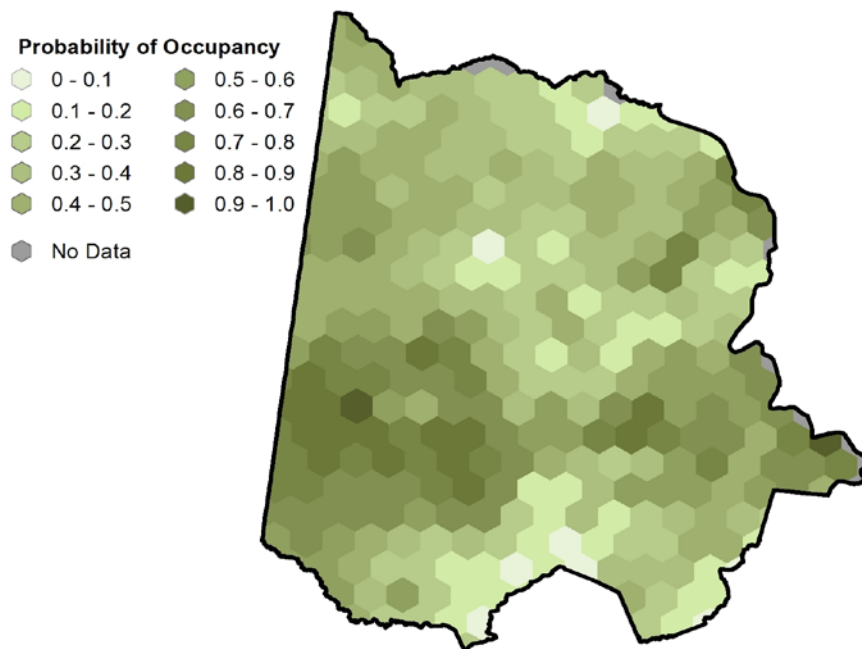 Probability of Occupancy
0 - 0.1
0.1 - 0.2
0.2 - 0.3
0.3 - 0.4
0.4 - 0.5
No Data
0.5 - 0.6
0.6 - 0.7
0.7 - 0.8
0.8 - 0.9
0.9 - 1.0